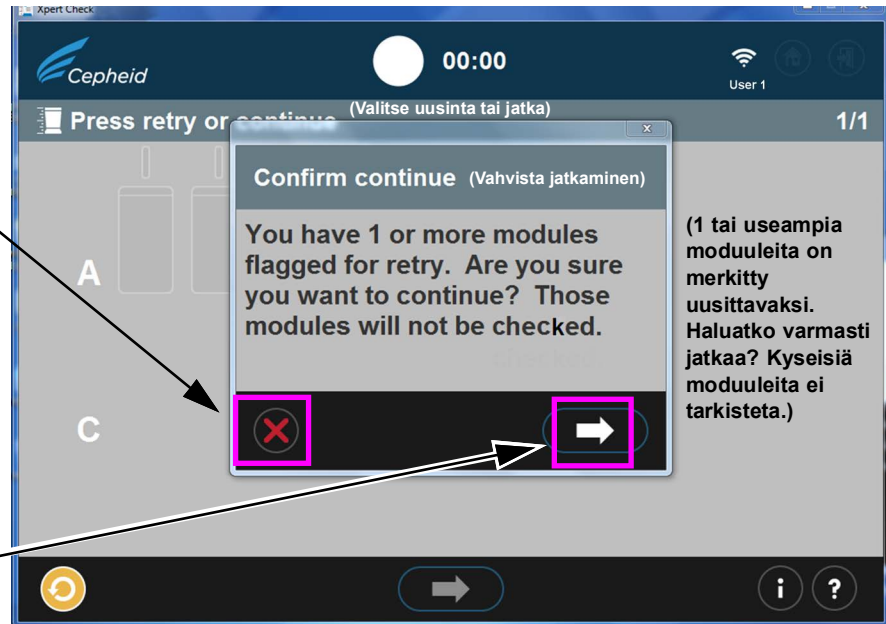 Xpert Check
Cepheid
00:00
User 1
Press retry or continue
(Valitse uusinta tai jatka)
1/1
Confirm continue (Vahvista jatkaminen)
You have 1 or more modules
flagged for retry. Are you sure
you want to continue? Those
modules will not be checked.
A
C
(1 tai useampia
moduuleita on
merkitty
uusittavaksi.
Haluatko varmasti
jatkaa? Kyseisiä
moduuleita ei
tarkisteta.)
i
?